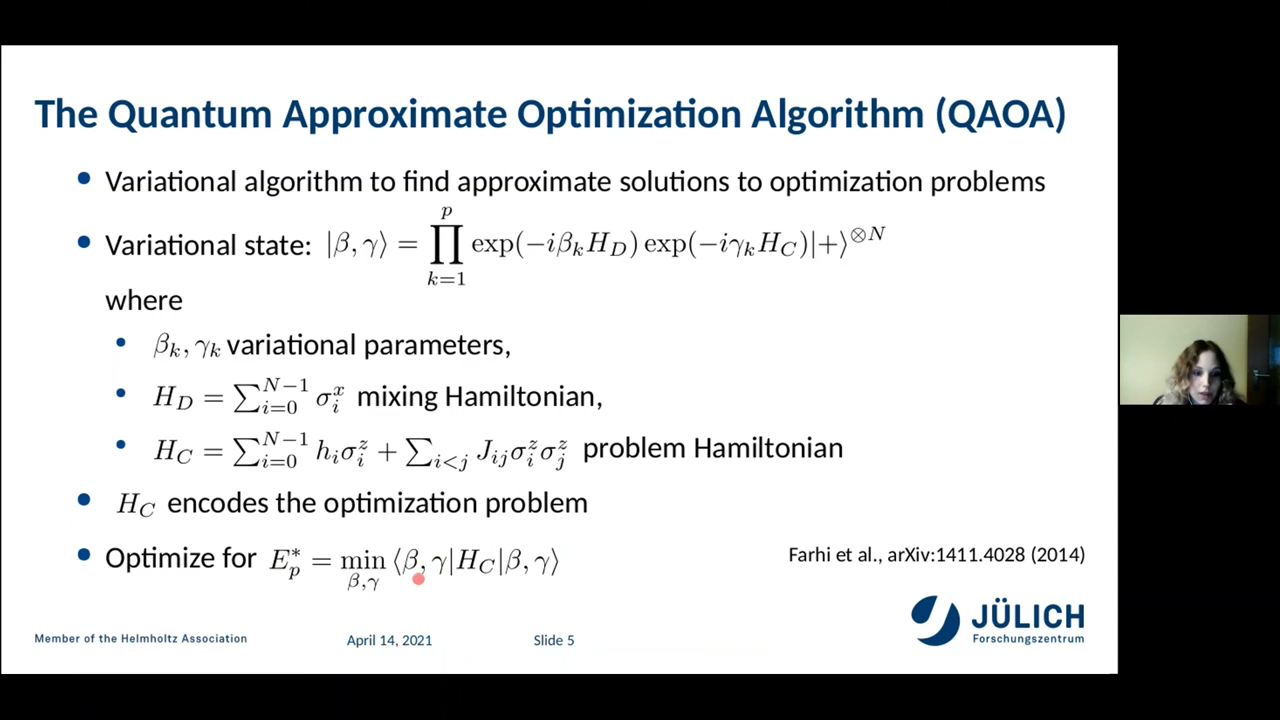 The Quantum Approximate Optimization Algorithm (QAOA)
• Variational algorithm to find approximate solutions to optimization problems
• Variational state: |β, γ⟩ = ∏_{k=1}^{p} exp(−iβ_k H_D) exp(−iγ_k H_C)|+⟩^{⊗N}
where
• β_k, γ_k variational parameters,
• H_D = ∑_{i=0}^{N−1} σ_i^x mixing Hamiltonian,
• H_C = ∑_{i=0}^{N−1} h_i σ_i^z + ∑_{i<j} J_{ij} σ_i^z σ_j^z problem Hamiltonian
• H_C encodes the optimization problem
• Optimize for E_p^* = min_{β,γ} ⟨β, γ|H_C|β, γ⟩
Farhi et al., arXiv:1411.4028 (2014)
JÜLICH
Forschungszentrum
Member of the Helmholtz Association
April 14, 2021
Slide 5